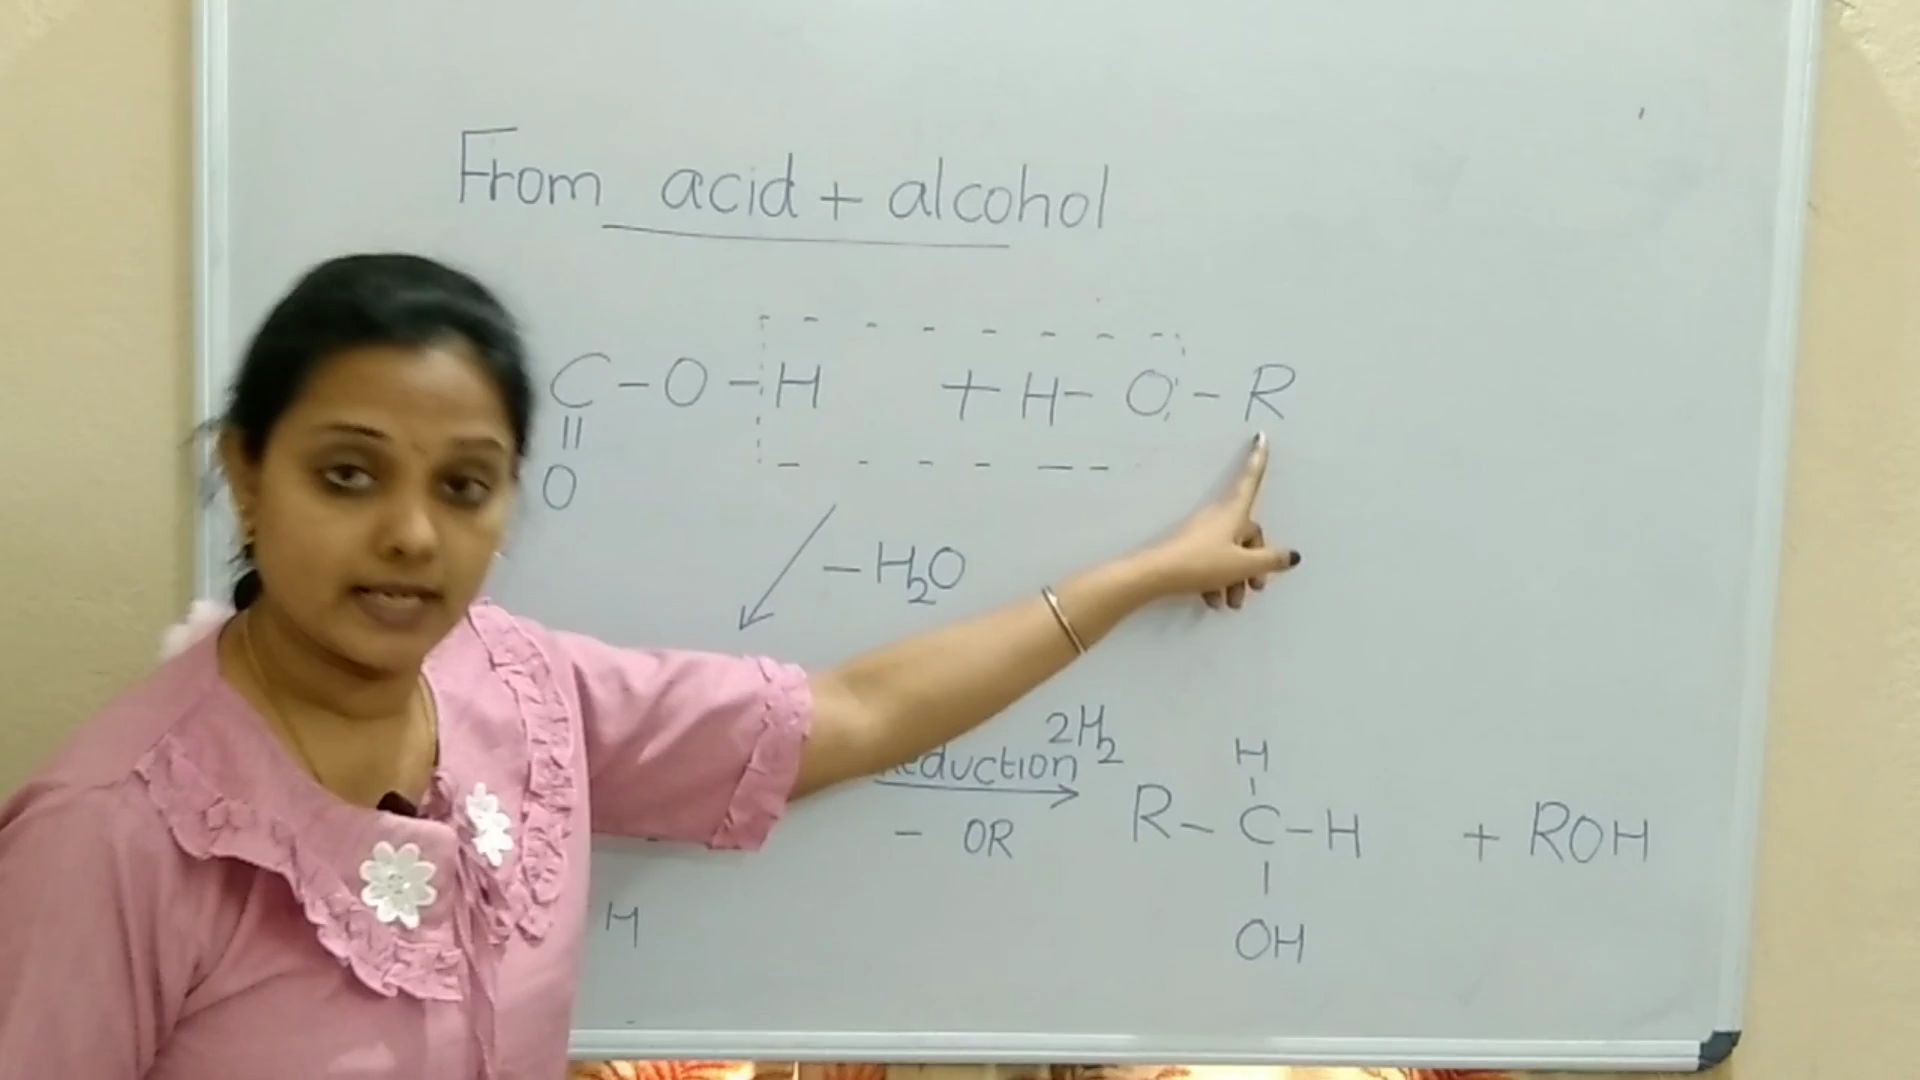 From acid + alcohol
C - O - H + H - O - R
||
O
- H₂O
2H₂
H
R - C - H + ROH
- OR
|
H
OH